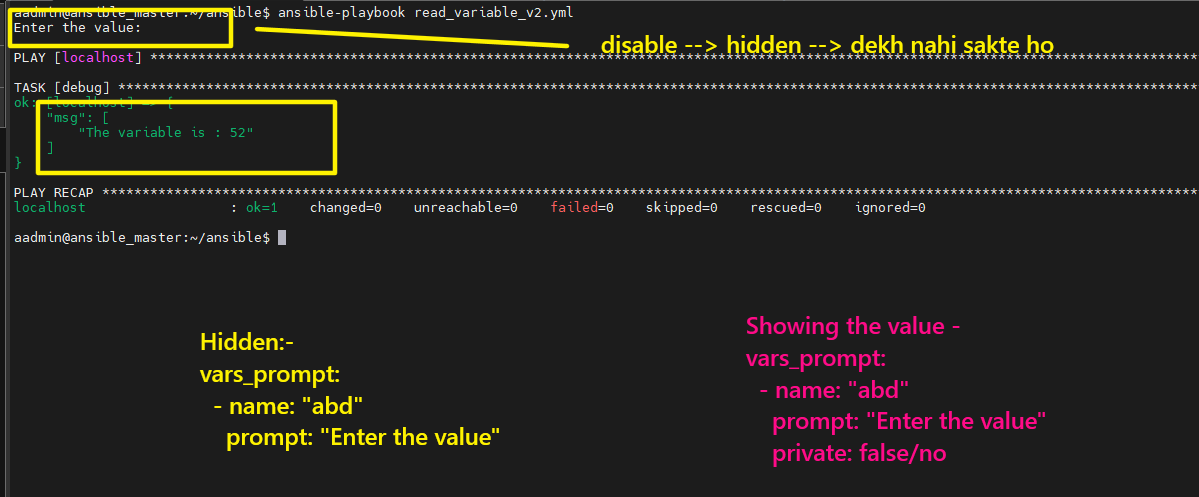 aadmin@ansible_master:~/ansible$ ansible-playbook read_variable_v2.yml
Enter the value:
disable --> hidden --> dekh nahi sakte ho
PLAY [localhost] ******************************************************************************************************************************************
TASK [debug] **********************************************************************************************************************************************
ok: [localhost] => {
    "msg": [
        "The variable is : 52"
    ]
}
PLAY RECAP ************************************************************************************************************************************************
localhost                  : ok=1    changed=0    unreachable=0    failed=0    skipped=0    rescued=0    ignored=0
aadmin@ansible_master:~/ansible$
Hidden:-
vars_prompt:
  - name: "abd"
    prompt: "Enter the value"
Showing the value -
vars_prompt:
  - name: "abd"
    prompt: "Enter the value"
    private: false/no